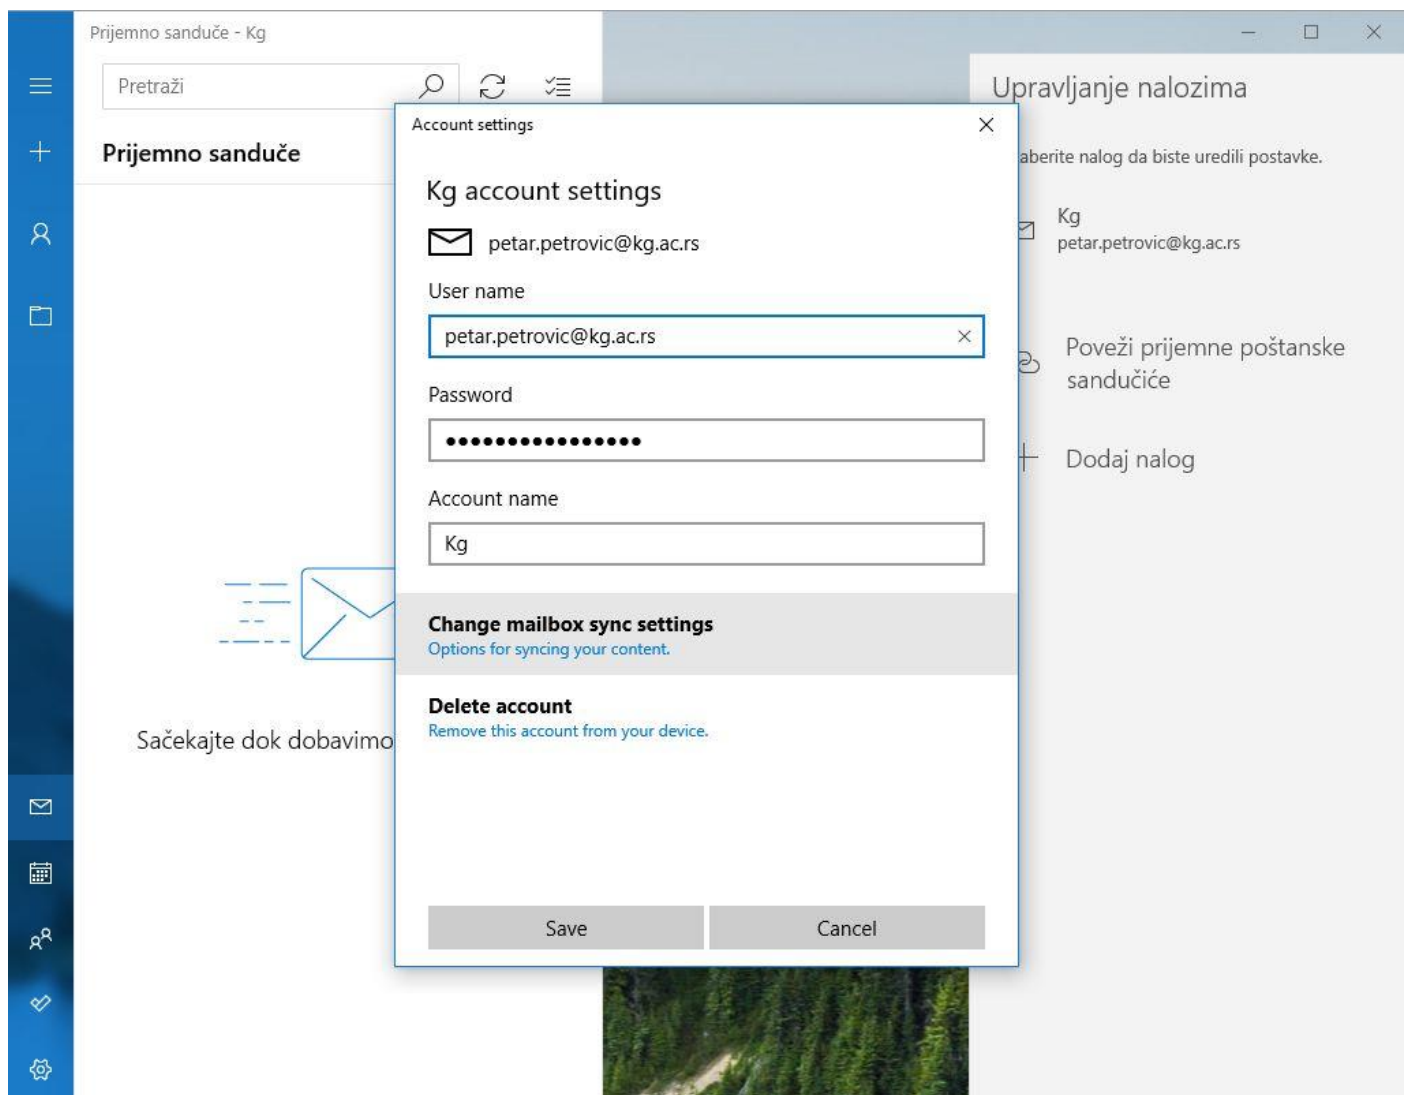 Prijemno sanduče - Kg
Pretraži
Prijemno sanduče
Sačekajte dok dobavimo
Account settings
Kg account settings
petar.petrovic@kg.ac.rs
User name
petar.petrovic@kg.ac.rs
Password
••••••••••••••••
Account name
Kg
Change mailbox sync settings
Options for syncing your content.
Delete account
Remove this account from your device.
Save
Cancel
Upravljanje nalozima
nalog da biste uredili postavke.
Kg
petar.petrovic@kg.ac.rs
Poveži prijemne poštanske
sandučiće
Dodaj nalog